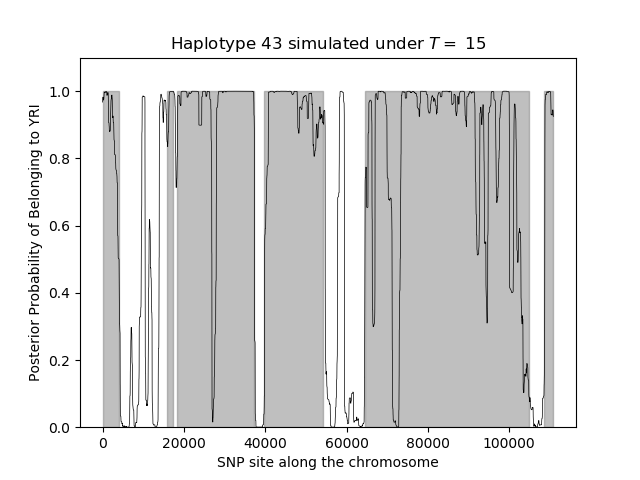 Haplotype 43 simulated under T = 15
Posterior Probability of Belonging to YRI
1.0
0.8
0.6
0.4
0.2
0.0
0 20000 40000 60000 80000 100000
SNP site along the chromosome